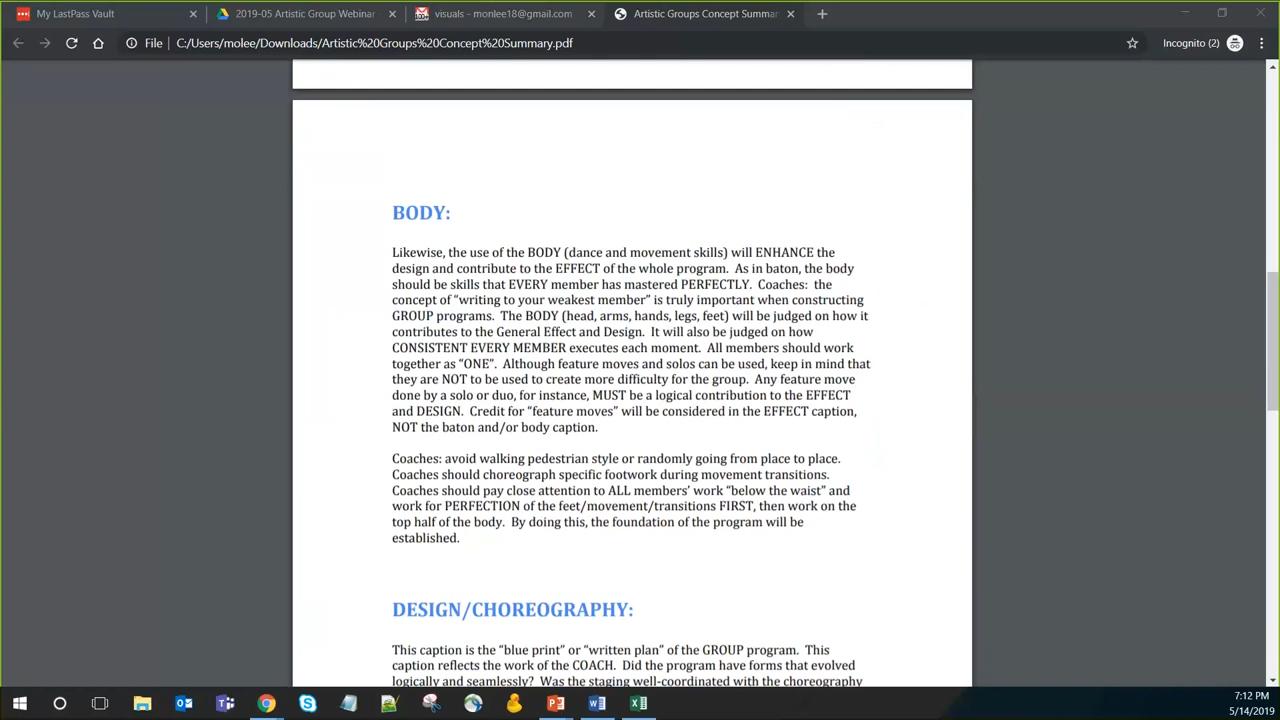 My LastPass Vault
2019-05 Artistic Group Webinar
visuals - monlee18@gmail.com
Artistic Groups Concept Summar
File
C:/Users/molee/Downloads/Artistic%20Groups%20Concept%20Summary.pdf
Incognito (2)
BODY:
Likewise, the use of the BODY (dance and movement skills) will ENHANCE the
design and contribute to the EFFECT of the whole program. As in baton, the body
should be skills that EVERY member has mastered PERFECTLY. Coaches: the
concept of “writing to your weakest member” is truly important when constructing
GROUP programs. The BODY (head, arms, hands, legs, feet) will be judged on how it
contributes to the General Effect and Design. It will also be judged on how
CONSISTENT EVERY MEMBER executes each moment. All members should work
together as “ONE”. Although feature moves and solos can be used, keep in mind that
they are NOT to be used to create more difficulty for the group. Any feature move
done by a solo or duo, for instance, MUST be a logical contribution to the EFFECT
and DESIGN. Credit for “feature moves” will be considered in the EFFECT caption,
NOT the baton and/or body caption.
Coaches: avoid walking pedestrian style or randomly going from place to place.
Coaches should choreograph specific footwork during movement transitions.
Coaches should pay close attention to ALL members’ work “below the waist” and
work for PERFECTION of the feet/movement/transitions FIRST, then work on the
top half of the body. By doing this, the foundation of the program will be
established.
DESIGN/CHOREOGRAPHY:
This caption is the “blue print” or “written plan” of the GROUP program. This
caption reflects the work of the COACH. Did the program have forms that evolved
logically and seamlessly? Was the staging well-coordinated with the choreography
7:12 PM
5/14/2019